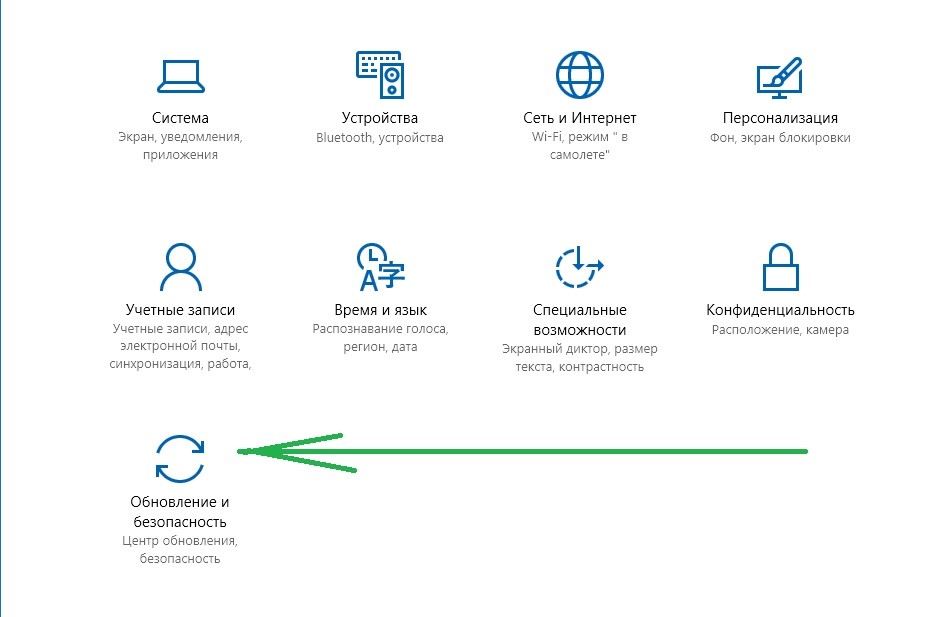 Система
Экран, уведомления,
приложения
Устройства
Bluetooth, устройства
Сеть и Интернет
Wi-Fi, режим " в
самолете"
Персонализация
Фон, экран блокировки
Учетные записи
Учетные записи, адрес
электронной почты,
синхронизация, работа,
Время и язык
Распознавание голоса,
регион, дата
Специальные
возможности
Экранный диктор, размер
текста, контрастность
Конфиденциальность
Расположение, камера
Обновление и
безопасность
Центр обновления,
безопасность